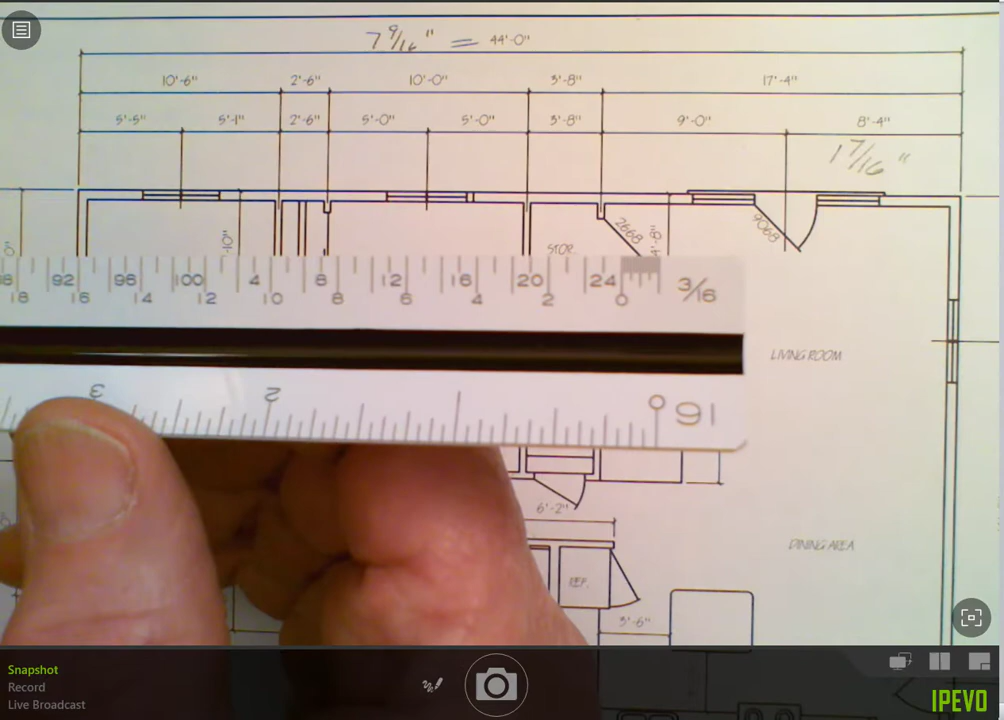 7 9/16" = 44'-0"
10'-6" 2'-6" 10'-0" 3'-8" 17'-4"
5'-5" 5'-1" 2'-6" 5'-0" 5'-0" 3'-8" 9'-0" 8'-4"
1 7/16"
2668
4'-8"
9068
STOR.
92 96 100 4 8 12 16 20 24 3/16
18 16 14 12 10 8 6 4 2 0
LIVING ROOM
3 2 0 16
6'-2"
DINING AREA
REF.
3'-6"
Snapshot
Record
Live Broadcast
IPEVO